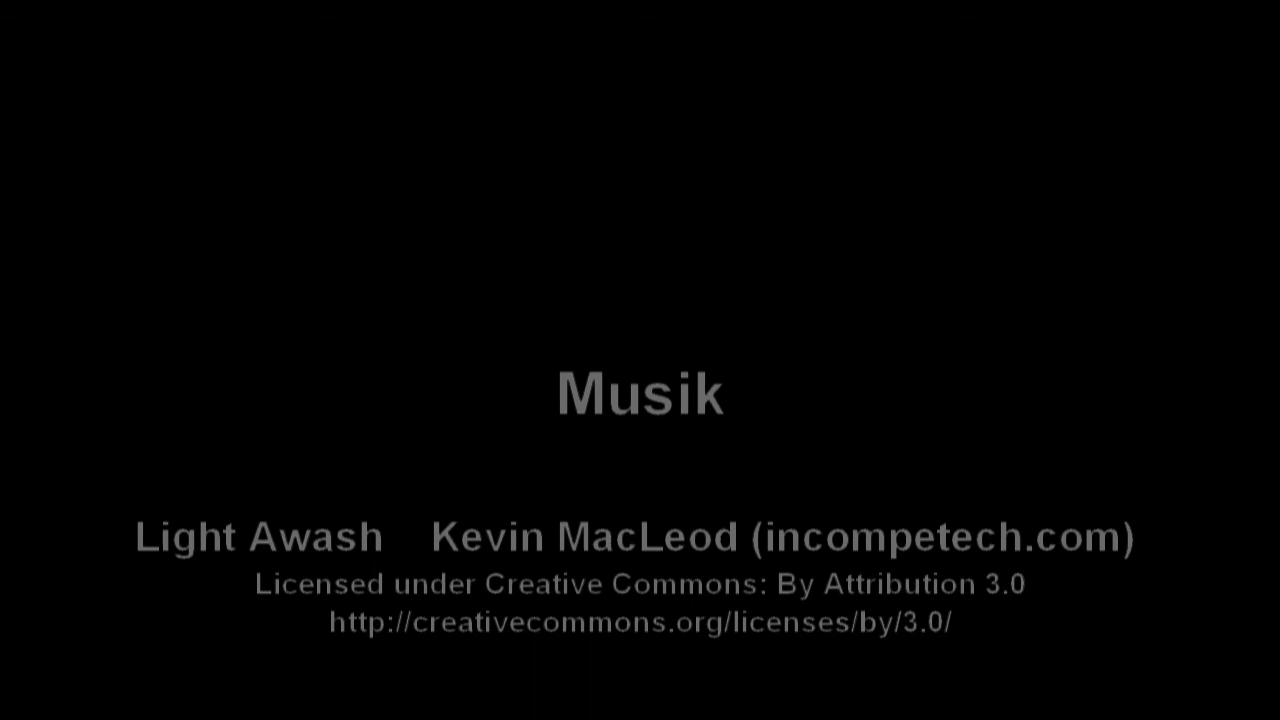 Musik
Light Awash Kevin MacLeod (incompetech.com)
Licensed under Creative Commons: By Attribution 3.0
http://creativecommons.org/licenses/by/3.0/